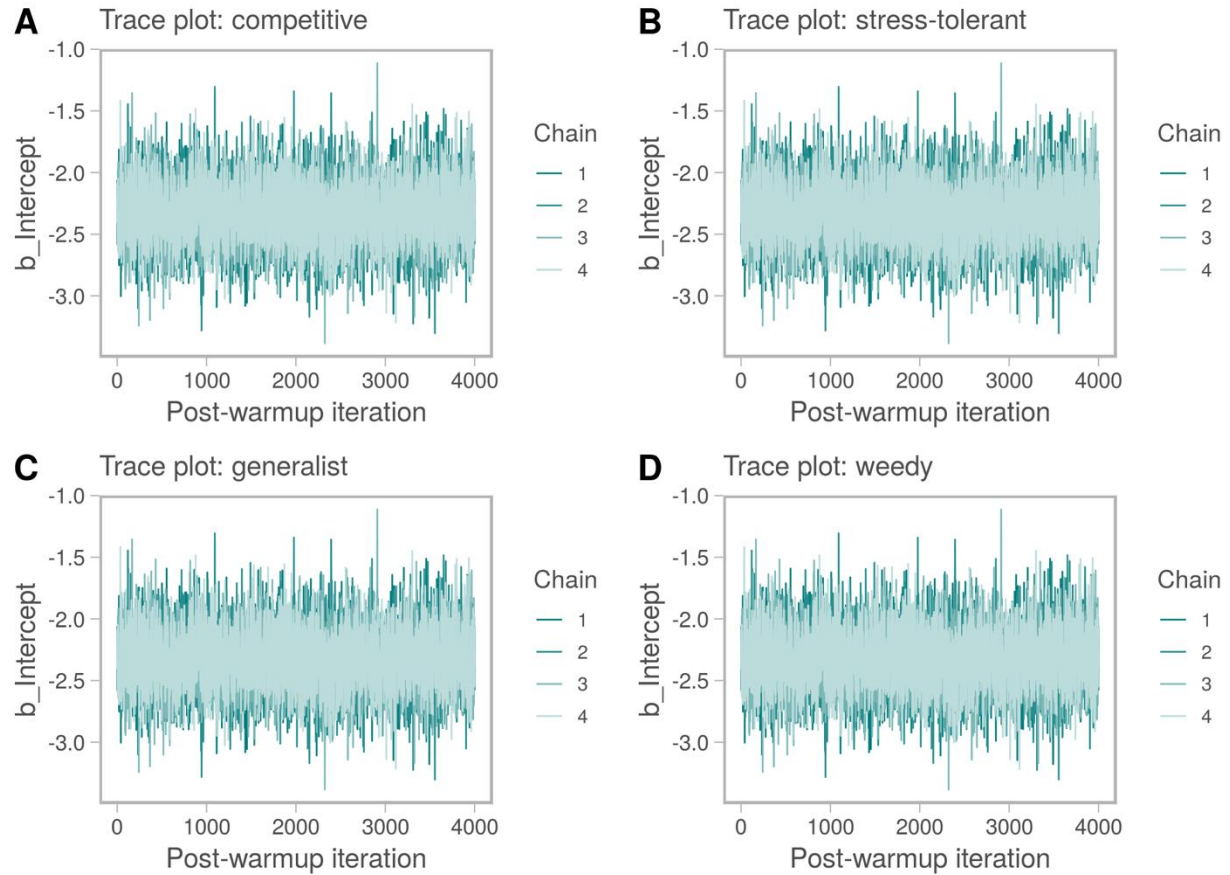 A Trace plot: competitive
-1.0
-1.5
-2.0
-2.5
-3.0
b_Intercept
0 1000 2000 3000 4000
Post-warmup iteration
Chain
1
2
3
4
B Trace plot: stress-tolerant
-1.0
-1.5
-2.0
-2.5
-3.0
b_Intercept
0 1000 2000 3000 4000
Post-warmup iteration
Chain
1
2
3
4
C Trace plot: generalist
-1.0
-1.5
-2.0
-2.5
-3.0
b_Intercept
0 1000 2000 3000 4000
Post-warmup iteration
Chain
1
2
3
4
D Trace plot: weedy
-1.0
-1.5
-2.0
-2.5
-3.0
b_Intercept
0 1000 2000 3000 4000
Post-warmup iteration
Chain
1
2
3
4